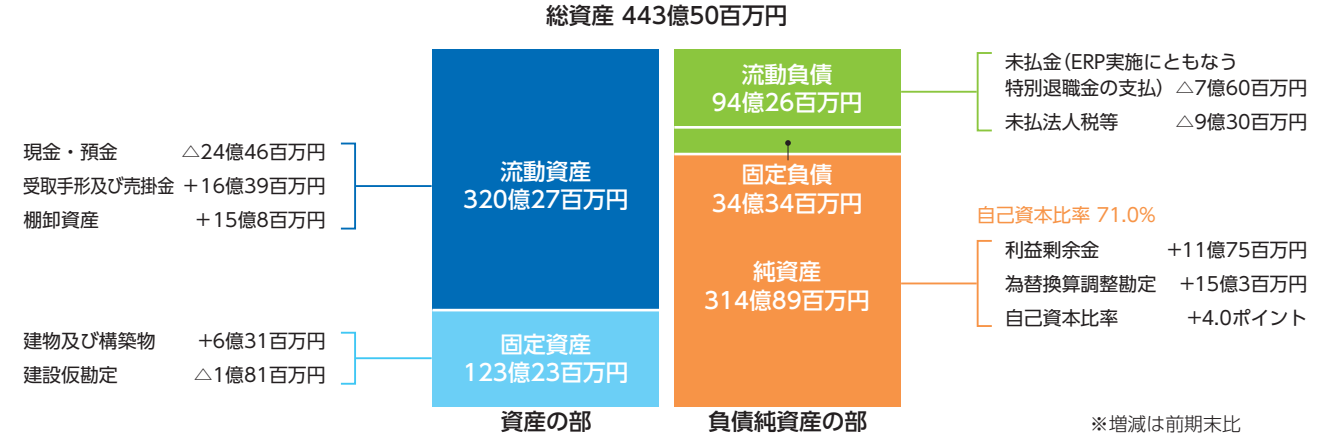 総資産 443億50百万円
現金・預金 △24億46百万円
受取手形及び売掛金 +16億39百万円
棚卸資産 +15億8百万円
建物及び構築物 +6億31百万円
建設仮勘定 △1億81百万円
流動資産
320億27百万円
固定資産
123億23百万円
資産の部
流動負債
94億26百万円
固定負債
34億34百万円
純資産
314億89百万円
負債純資産の部
未払金(ERP実施にともなう
特別退職金の支払) △7億60百万円
未払法人税等 △9億30百万円
自己資本比率 71.0%
利益剰余金 +11億75百万円
為替換算調整勘定 +15億3百万円
自己資本比率 +4.0ポイント
※増減は前期末比